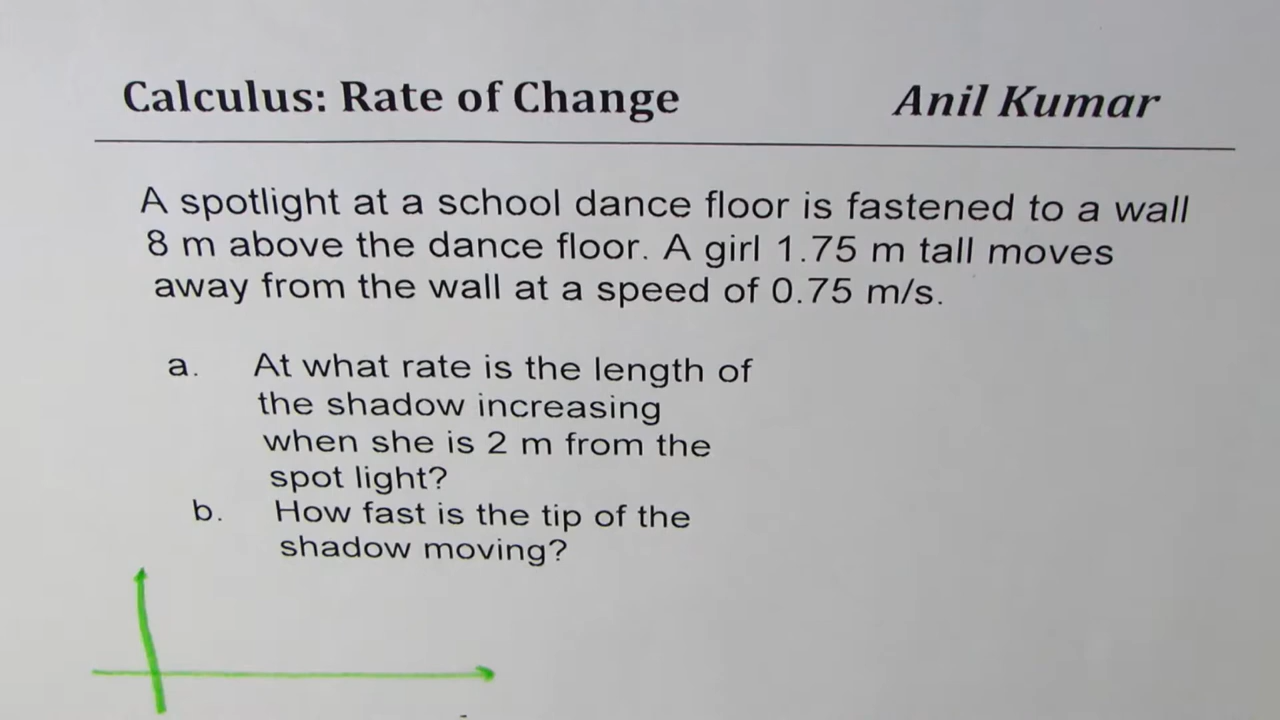 Calculus: Rate of Change Anil Kumar
A spotlight at a school dance floor is fastened to a wall
8 m above the dance floor. A girl 1.75 m tall moves
away from the wall at a speed of 0.75 m/s.
a. At what rate is the length of
the shadow increasing
when she is 2 m from the
spot light?
b. How fast is the tip of the
shadow moving?